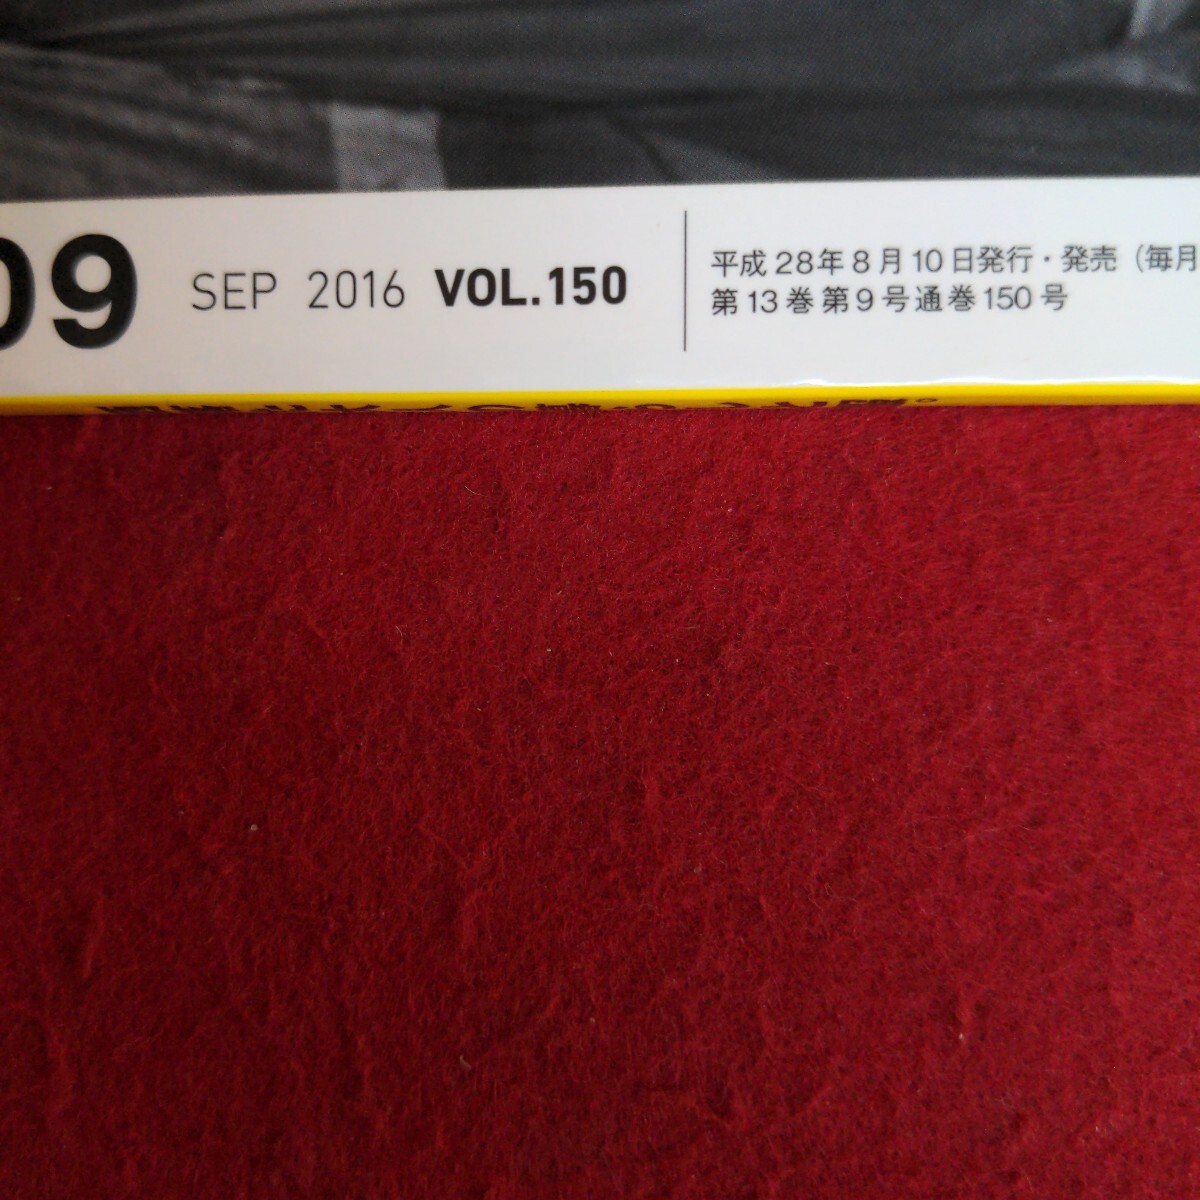 09 SEP 2016 VOL.150
平成28年8月10日発行・発売（毎月
第13巻第9号通巻150号